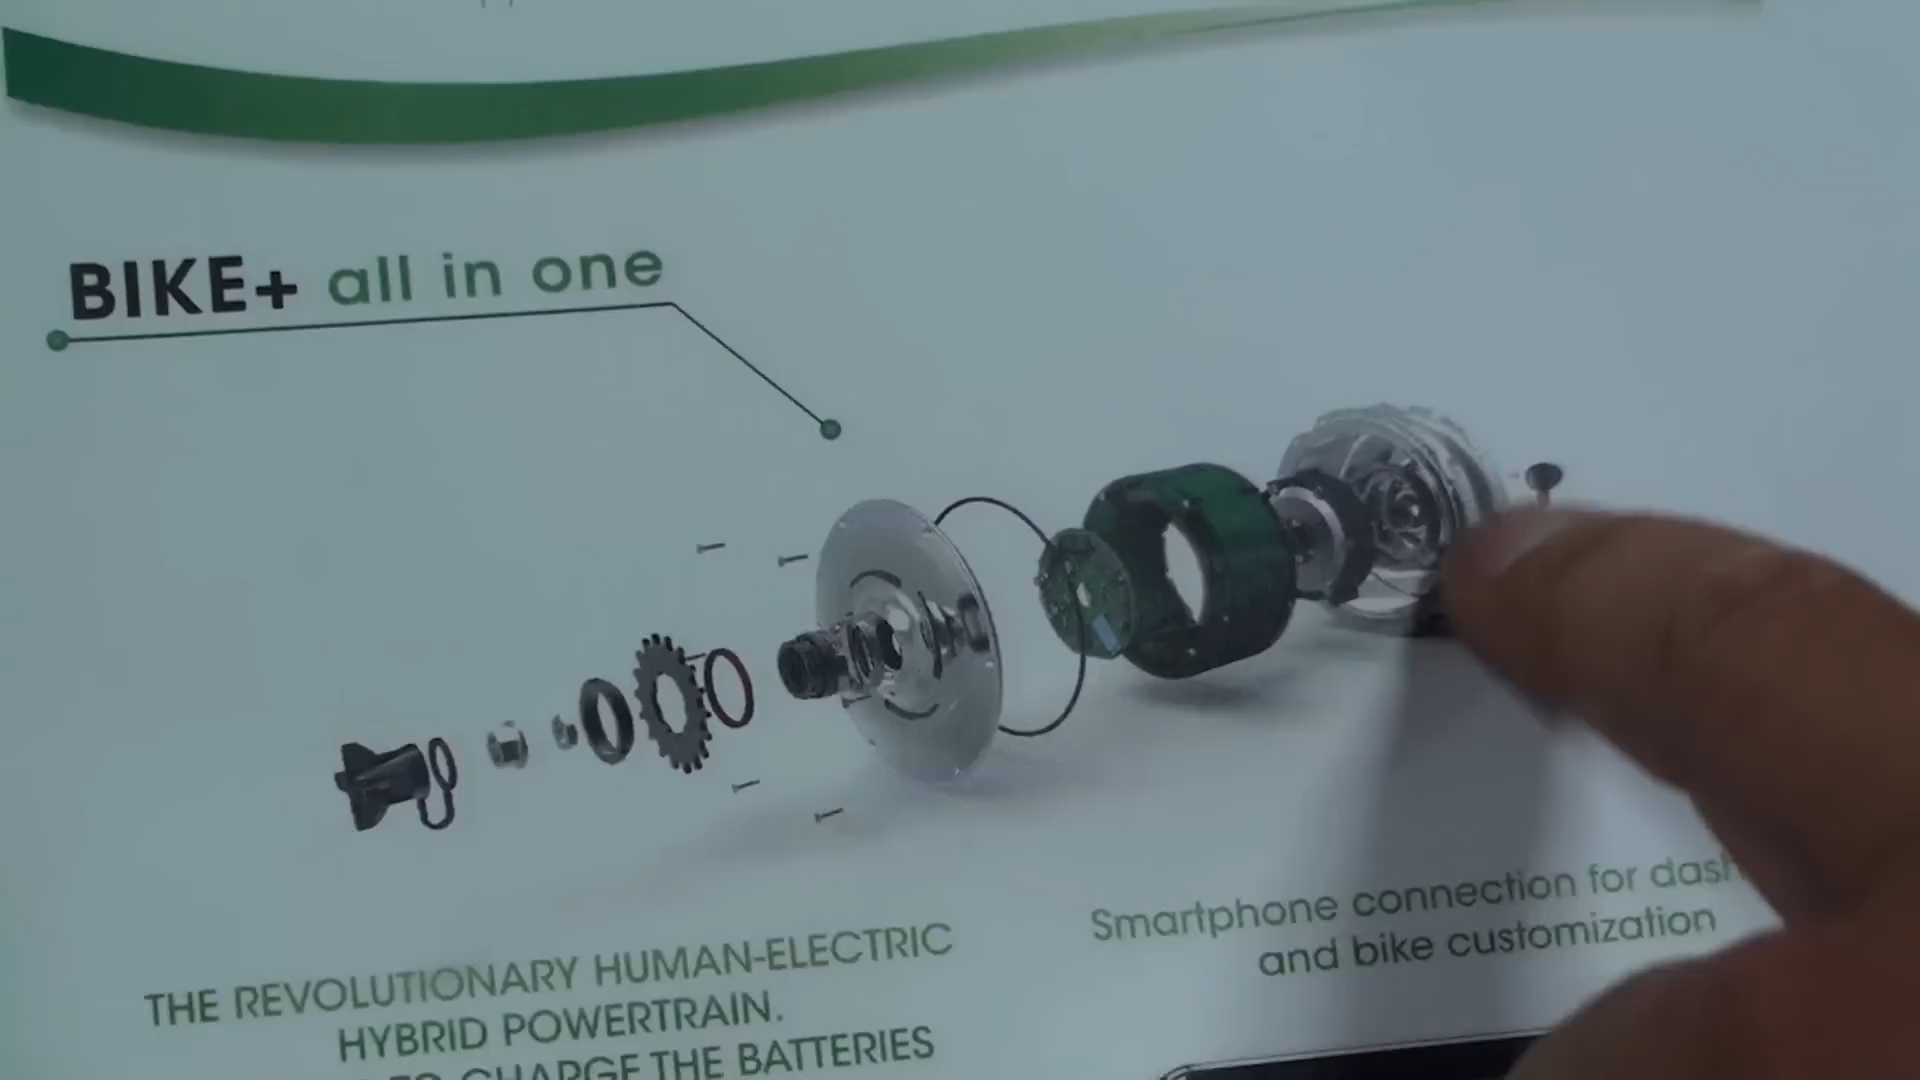 BIKE+ all in one
THE REVOLUTIONARY HUMAN-ELECTRIC
HYBRID POWERTRAIN.
CHARGE THE BATTERIES
Smartphone connection for
and bike customization